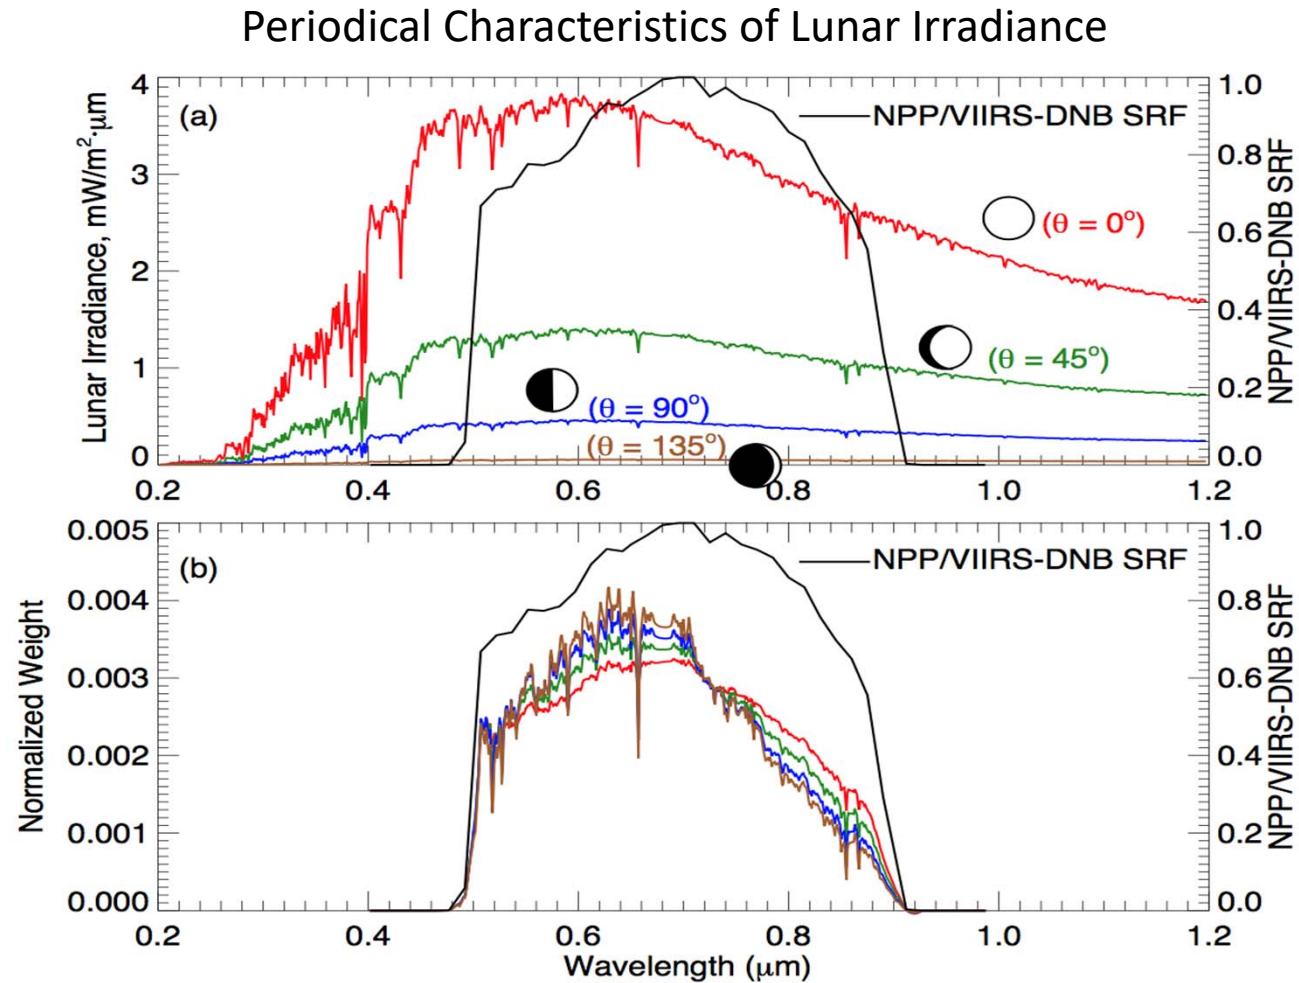 Periodical Characteristics of Lunar Irradiance
(a)
NPP/VIIRS-DNB SRF
Lunar Irradiance, mW/m²·μm
4
3
2
1
0
(θ = 0°)
(θ = 45°)
(θ = 90°)
(θ = 135°)
1.0
0.8
0.6
0.4
0.2
0.0
NPP/VIIRS-DNB SRF
0.2 0.4 0.6 0.8 1.0 1.2
(b)
NPP/VIIRS-DNB SRF
Normalized Weight
0.005
0.004
0.003
0.002
0.001
0.000
1.0
0.8
0.6
0.4
0.2
0.0
NPP/VIIRS-DNB SRF
0.2 0.4 0.6 0.8 1.0 1.2
Wavelength (μm)